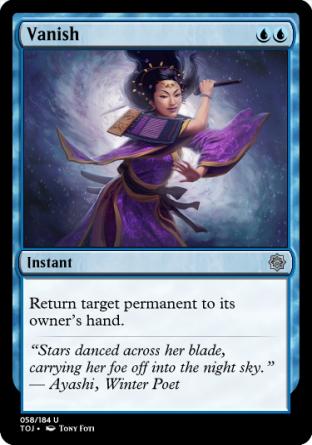 Vanish
Instant
Return target permanent to its
owner's hand.
“Stars danced across her blade,
carrying her foe off into the night sky.”
— Ayashi, Winter Poet
058/184 U
TOJ • Tony Foti